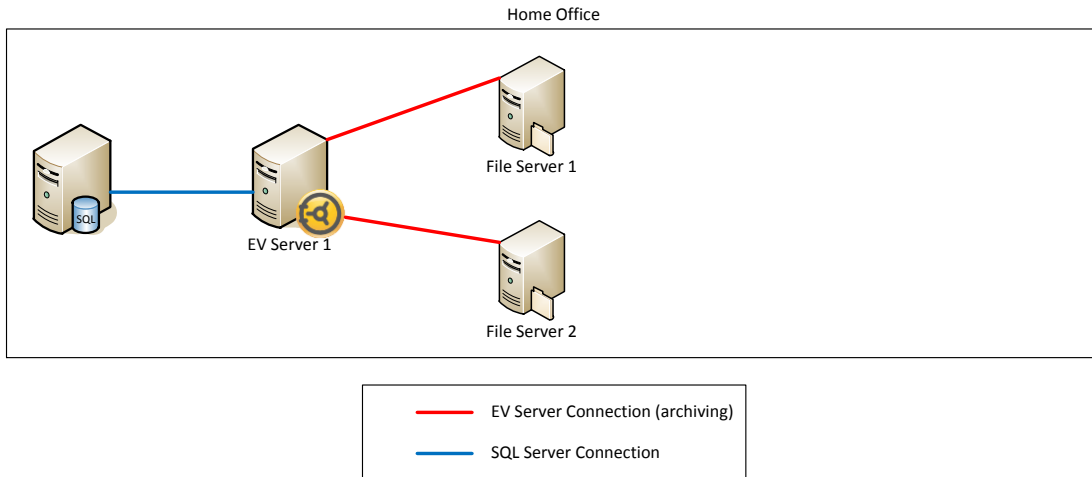 Home Office
File Server 1
SQL
EV Server 1
File Server 2
EV Server Connection (archiving)
SQL Server Connection